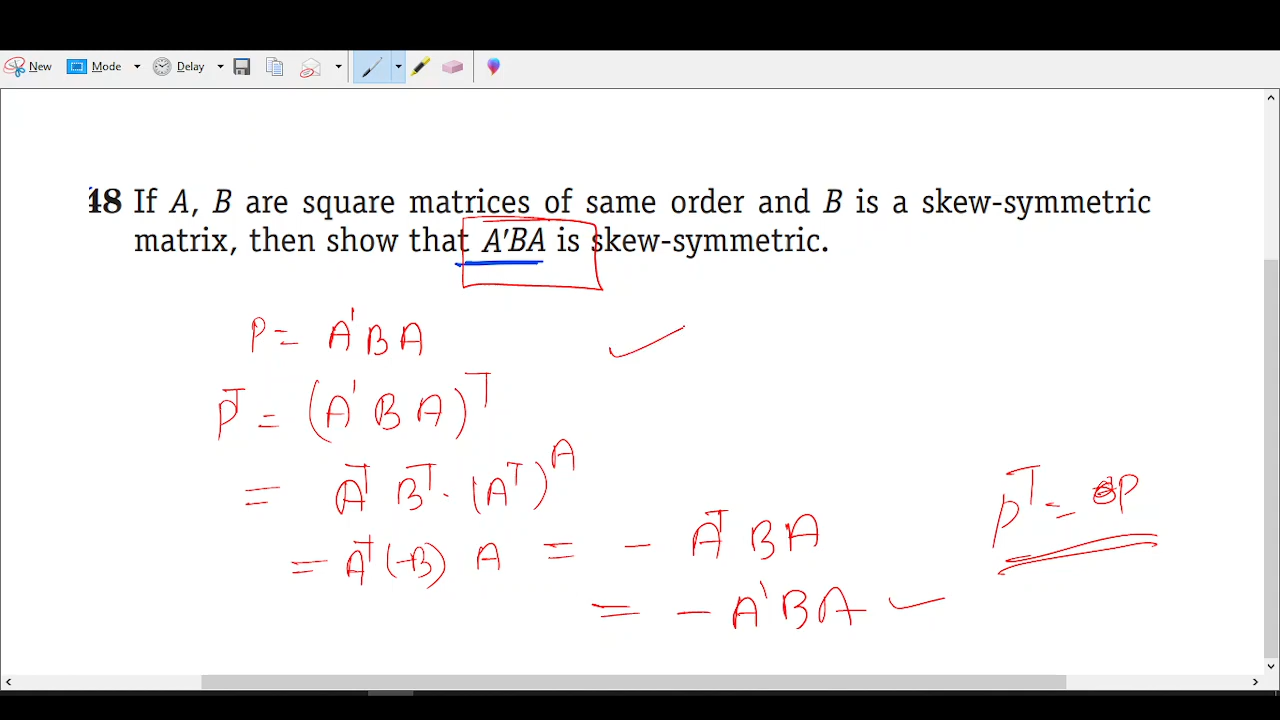 New Mode Delay
48 If A, B are square matrices of same order and B is a skew-symmetric
matrix, then show that A'BA is skew-symmetric.
P = A'BA
P^T = (A'BA)^T
= A^T B^T · (A^T)^A
= A^T (-B) A = - A^T BA
= - A'BA
P^T = P